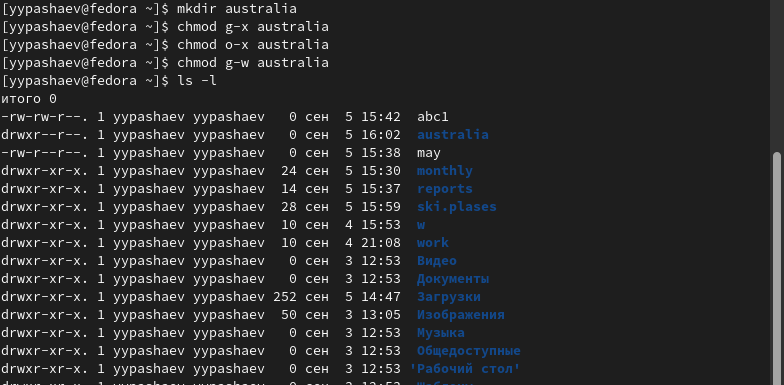 [yypashaev@fedora ~]$ mkdir australia
[yypashaev@fedora ~]$ chmod g-x australia
[yypashaev@fedora ~]$ chmod o-x australia
[yypashaev@fedora ~]$ chmod g-w australia
[yypashaev@fedora ~]$ ls -l
итого 0
-rw-rw-r--. 1 yypashaev yypashaev   0 сен  5 15:42  abc1
drwxr--r--. 1 yypashaev yypashaev   0 сен  5 16:02  australia
-rw-r--r--. 1 yypashaev yypashaev   0 сен  5 15:38  may
drwxr-xr-x. 1 yypashaev yypashaev  24 сен  5 15:30  monthly
drwxr-xr-x. 1 yypashaev yypashaev  14 сен  5 15:37  reports
drwxr-xr-x. 1 yypashaev yypashaev  28 сен  5 15:59  ski.plases
drwxr-xr-x. 1 yypashaev yypashaev  10 сен  4 15:53  w
drwxr-xr-x. 1 yypashaev yypashaev  10 сен  4 21:08  work
drwxr-xr-x. 1 yypashaev yypashaev   0 сен  3 12:53  Видео
drwxr-xr-x. 1 yypashaev yypashaev   0 сен  3 12:53  Документы
drwxr-xr-x. 1 yypashaev yypashaev 252 сен  5 14:47  Загрузки
drwxr-xr-x. 1 yypashaev yypashaev  50 сен  3 13:05  Изображения
drwxr-xr-x. 1 yypashaev yypashaev   0 сен  3 12:53  Музыка
drwxr-xr-x. 1 yypashaev yypashaev   0 сен  3 12:53  Общедоступные
drwxr-xr-x. 1 yypashaev yypashaev   0 сен  3 12:53 'Рабочий стол'